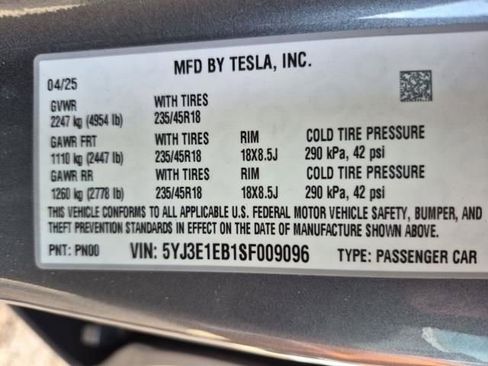 MFD BY TESLA, INC.
04/25
GVWR WITH TIRES
2247 kg (4954 lb) 235/45R18
GAWR FRT WITH TIRES RIM COLD TIRE PRESSURE
1110 kg (2447 lb) 235/45R18 18X8.5J 290 kPa, 42 psi
GAWR RR WITH TIRES RIM COLD TIRE PRESSURE
1260 kg (2778 lb) 235/45R18 18X8.5J 290 kPa, 42 psi
THIS VEHICLE CONFORMS TO ALL APPLICABLE U.S. FEDERAL MOTOR VEHICLE SAFETY, BUMPER, AND
THEFT PREVENTION STANDARDS IN EFFECT ON THE DATE OF MANUFACTURE SHOWN ABOVE.
PNT: PN00 VIN: 5YJ3E1EB1SF009096 TYPE: PASSENGER CAR